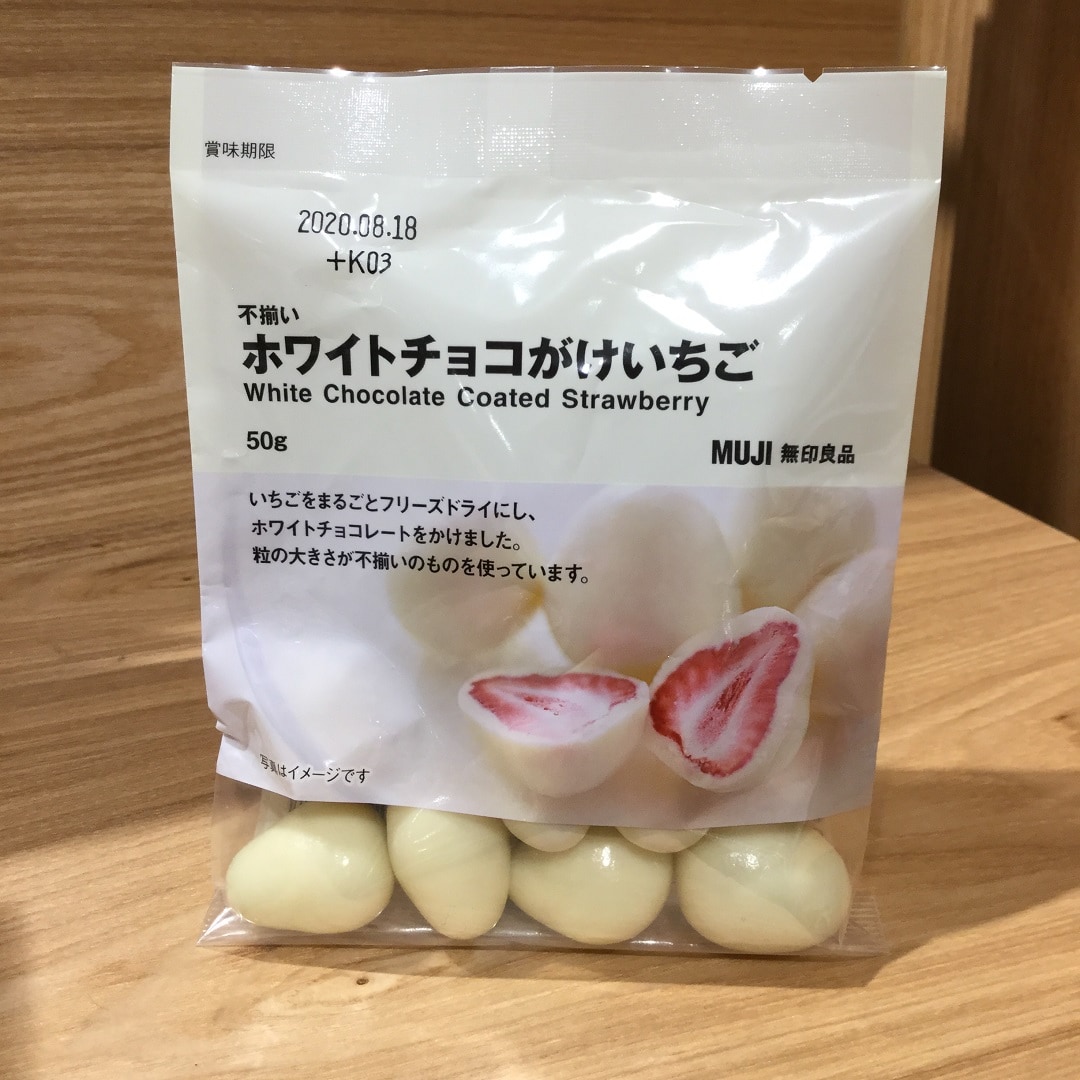 賞味期限
2020.08.18
+K03
不揃い
ホワイトチョコがけいちご
White Chocolate Coated Strawberry
50g
MUJI 無印良品
いちごをまるごとフリーズドライにし、
ホワイトチョコレートをかけました。
粒の大きさが不揃いのものを使っています。
写真はイメージです